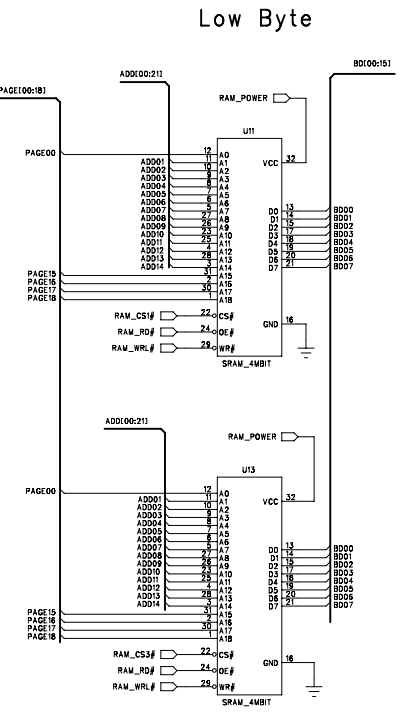 Low Byte
BD[00:15]
ADD[00:21]
PAGE[00:18]
RAM_POWER
U11
PAGE00 12 A0 VCC 32
ADD01 11 A1
ADD02 10 A2
ADD03 9 A3
ADD04 8 A4
ADD05 7 A5
ADD06 6 A6
ADD07 5 A7 D0 13 BD00
ADD08 27 A8 D1 14 BD01
ADD09 26 A9 D2 15 BD02
ADD10 23 A10 D3 17 BD03
ADD11 25 A11 D4 18 BD04
ADD12 4 A12 D5 19 BD05
ADD13 28 A13 D6 20 BD06
ADD14 3 A14 D7 21 BD07
PAGE15 31 A15
PAGE16 2 A16
PAGE17 30 A17
PAGE18 1 A18
RAM_CS1# 22 CS# GND 16
RAM_RD# 24 OE#
RAM_WRL# 29 WR#
SRAM_4MBIT
ADD[00:21]
RAM_POWER
U13
PAGE00 12 A0 VCC 32
ADD01 11 A1
ADD02 10 A2
ADD03 9 A3
ADD04 8 A4
ADD05 7 A5
ADD06 6 A6
ADD07 5 A7 D0 13 BD00
ADD08 27 A8 D1 14 BD01
ADD09 26 A9 D2 15 BD02
ADD10 23 A10 D3 17 BD03
ADD11 25 A11 D4 18 BD04
ADD12 4 A12 D5 19 BD05
ADD13 28 A13 D6 20 BD06
ADD14 3 A14 D7 21 BD07
PAGE15 31 A15
PAGE16 2 A16
PAGE17 30 A17
PAGE18 1 A18
RAM_CS3# 22 CS# GND 16
RAM_RD# 24 OE#
RAM_WRL# 29 WR#
SRAM_4MBIT